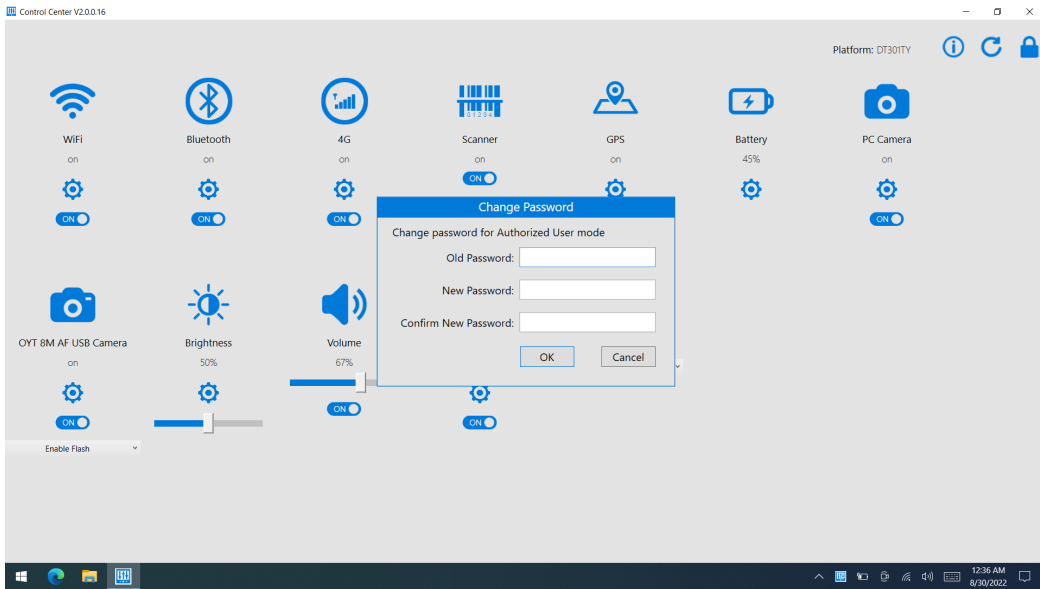 Control Center V2.0.0.16
Platform: DT301TY
WiFi
on
ON
Bluetooth
on
ON
4G
on
ON
Scanner
01234
on
ON
GPS
on
Battery
45%
PC Camera
on
ON
Change Password
Change password for Authorized User mode
Old Password:
New Password:
Confirm New Password:
OK Cancel
OYT 8M AF USB Camera
on
ON
Enable Flash
Brightness
50%
Volume
67%
ON
ON
12:36 AM
8/30/2022